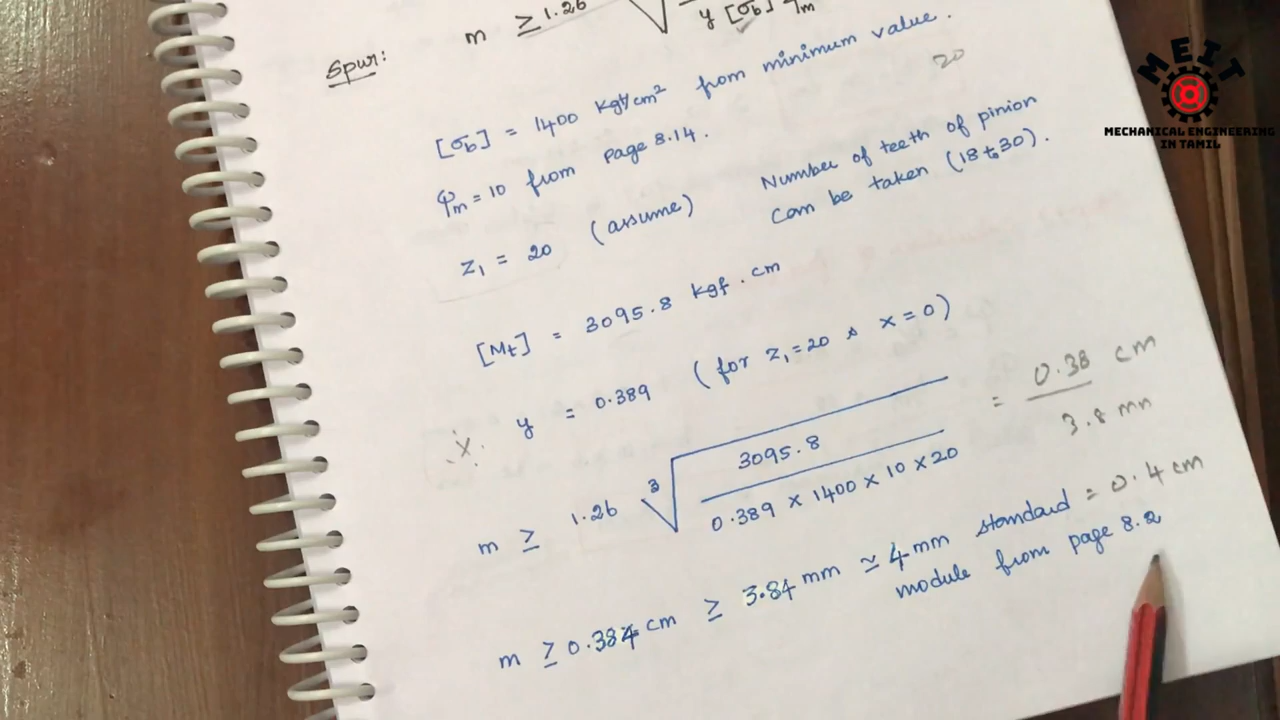 m ≥ 1.26 √ y [σb] ψm
Spur:
[σb] = 1400 kgf/cm² from minimum value.
20
ψm = 10 from page 8.14.
z₁ = 20 (assume) Number of teeth of pinion
can be taken (18 to 30).
[Mt] = 3095.8 kgf.cm
y = 0.389 (for z₁=20 & x=0)
m ≥ 1.26 ∛ 3095.8 / 0.389 × 1400 × 10 × 20 = 0.38 cm
3.8 mm
m ≥ 0.384 cm ≥ 3.84 mm ≃ 4 mm standard = 0.4 cm
module from page 8.2
MEIT
MECHANICAL ENGINEERING
IN TAMIL